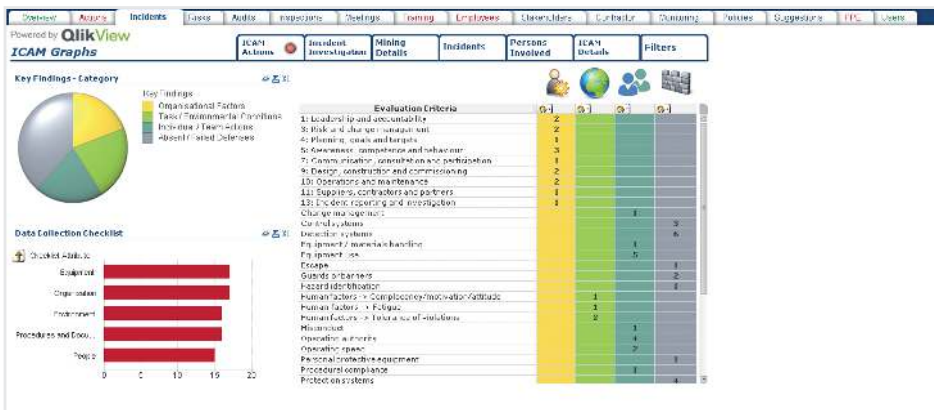 Overview Actions Incidents Tasks Audits Inspections Meetings Training Employees Stakeholders Contractor Monitoring Policies Suggestions PPE Users
Powered by QlikView
ICAM Graphs
ICAM Actions
Incident Investigation
Mining Details
Incidents
Persons Involved
ICAM Details
Filters
Key Findings - Category
Key Findings
Organisational Factors
Task / Environmental Conditions
Individual / Team Actions
Absent / Failed Defenses
Data Collection Checklist
Checklist Attribute
Equipment
Organisation
Environment
Procedures and Docu...
People
0 5 10 15 20
Evaluation Criteria
1: Leadership and accountability 2
3: Risk and change management 2
4: Planning, goals and targets 1
5: Awareness, competence and behaviour 3
7: Communication, consultation and participation 1
9: Design, construction and commissioning 2
10: Operations and maintenance 2
11: Suppliers, contractors and partners 1
13: Incident reporting and investigation 1
Change management 1
Control systems 3
Detection systems 6
Equipment / materials handling 1
Equipment use 5
Escape 1
Guards or barriers 2
Hazard identification 1
Human factors -> Complacency/motivation/attitude 1
Human factors -> Fatigue 1
Human factors -> Tolerance of violations 2
Misconduct 1
Operating authority 4
Operating speed 2
Personal protective equipment 1
Procedural compliance 1
Protection systems 4